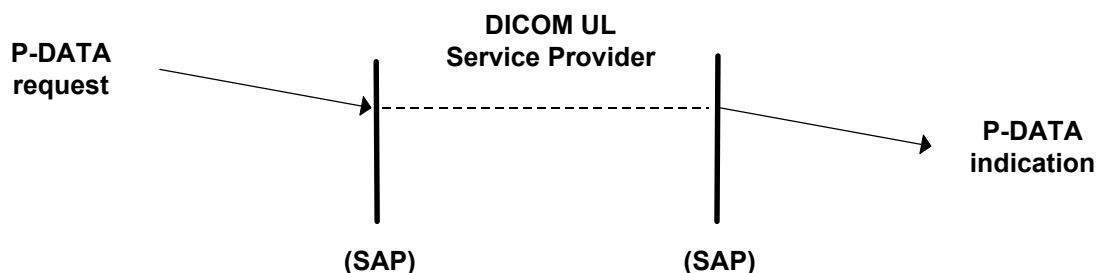 DICOM UL
Service Provider
P-DATA
request
P-DATA
indication
(SAP)
(SAP)